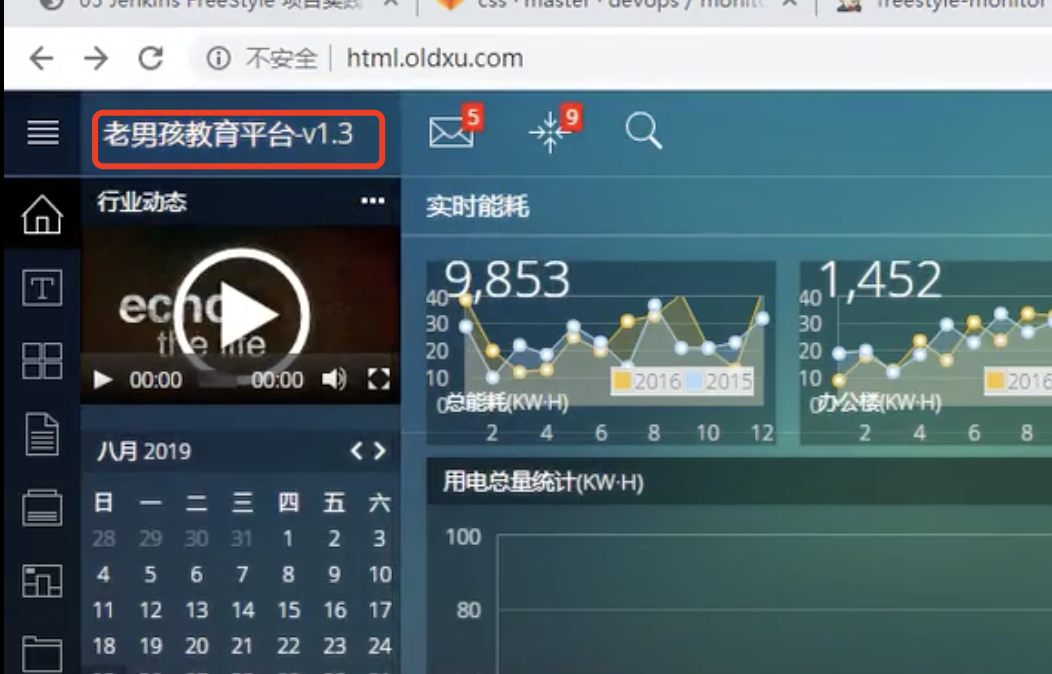 05 Jenkins FreeStyle 项目实践
css · master · devops / monit
freestyle-monitor
不安全 | html.oldxu.com
老男孩教育平台-v1.3
5
9
行业动态
实时能耗
echo
the life
00:00
00:00
9,853
40
30
20
10
0
2016
2015
总能耗(KW·H)
2 4 6 8 10 12
1,452
40
30
20
10
0
2016
办公楼(KW·H)
2 4 6 8
八月 2019
日 一 二 三 四 五 六
28 29 30 31 1 2 3
4 5 6 7 8 9 10
11 12 13 14 15 16 17
18 19 20 21 22 23 24
用电总量统计(KW·H)
100
80